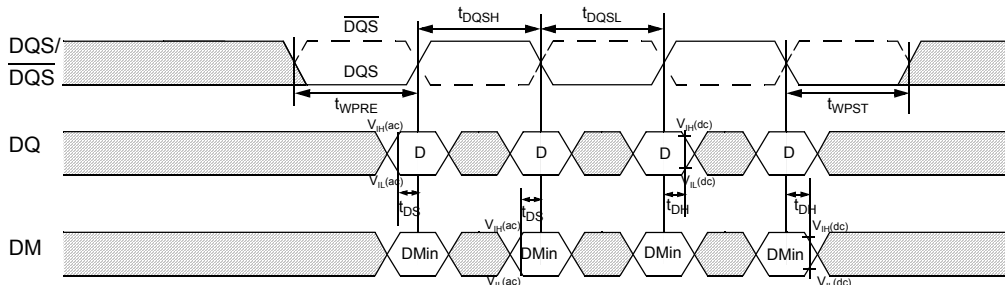 DQS/
DQS
DQS
tDQSH
tDQSL
DQS
tWPRE
tWPST
DQ
VIH(ac)
VIL(ac)
D
D
D
D
VIH(dc)
VIL(dc)
tDS
tDS
tDH
tDH
DM
VIH(ac)
VIL(ac)
DMin
DMin
DMin
DMin
VIH(dc)
VIL(dc)